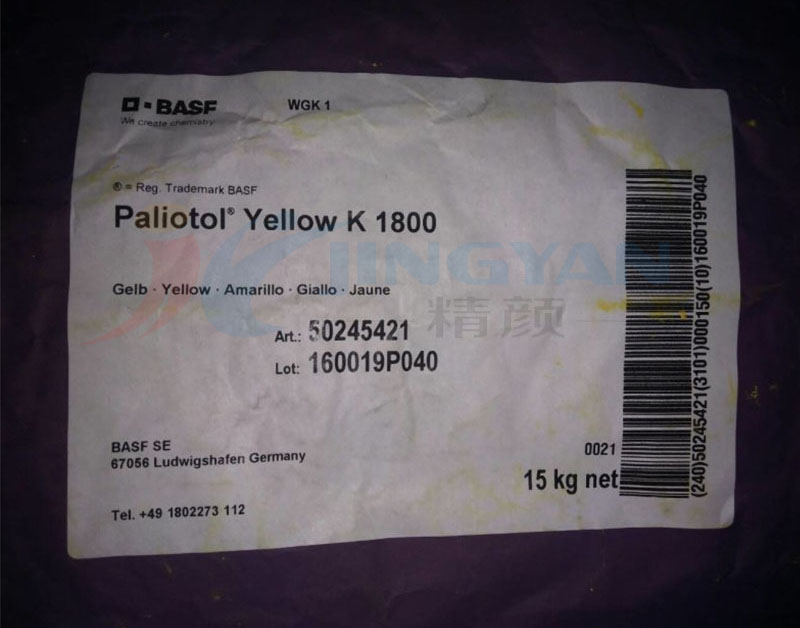 BASF
We create chemistry
WGK 1
® = Reg. Trademark BASF
Paliotol® Yellow K 1800
JINGYAN
精颜
Gelb · Yellow · Amarillo · Giallo · Jaune
Art.: 50245421
Lot: 160019P040
BASF SE
67056 Ludwigshafen Germany
Tel. +49 1802273 112
0021
15 kg net
(240)50245421(3101)000150(10)160019P040